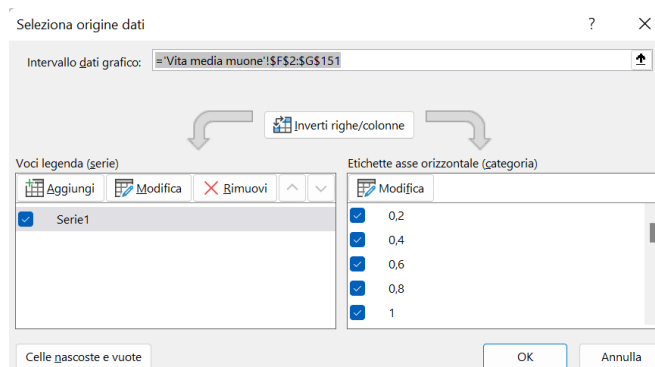 Seleziona origine dati ? ×
Intervallo dati grafico: ='Vita media muone'!$F$2:$G$151
Inverti righe/colonne
Voci legenda (serie)
Aggiungi Modifica Rimuovi
Serie1
Etichette asse orizzontale (categoria)
Modifica
0,2
0,4
0,6
0,8
1
Celle nascoste e vuote
OK Annulla